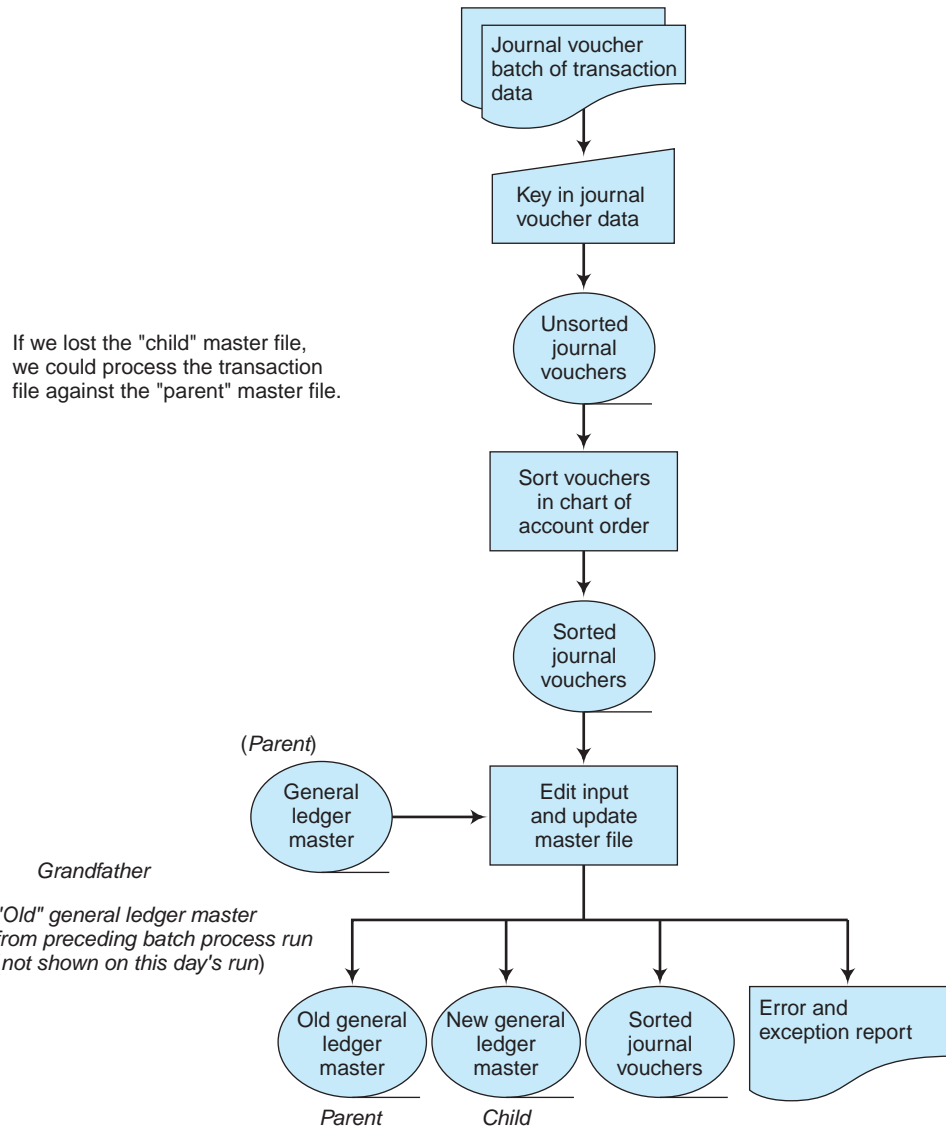 Journal voucher
batch of transaction
data
Key in journal
voucher data
If we lost the "child" master file,
we could process the transaction
file against the "parent" master file.
Unsorted
journal
vouchers
Sort vouchers
in chart of
account order
Sorted
journal
vouchers
(Parent)
General
ledger
master
Edit input
and update
master file
Grandfather
"Old" general ledger master
from preceding batch process run
not shown on this day's run)
Old general
ledger
master
New general
ledger
master
Sorted
journal
vouchers
Error and
exception report
Parent
Child